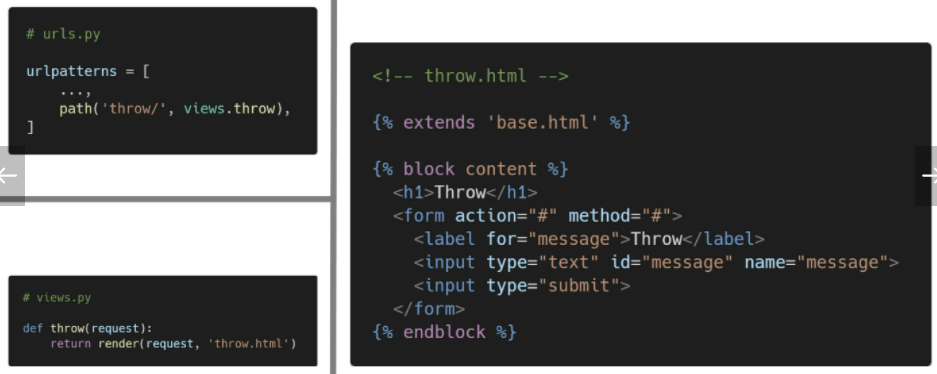 # urls.py
urlpatterns = [
    ...,
    path('throw/', views.throw),
]
# views.py
def throw(request):
    return render(request, 'throw.html')
<!-- throw.html -->
{% extends 'base.html' %}
{% block content %}
  <h1>Throw</h1>
  <form action="#" method="#">
    <label for="message">Throw</label>
    <input type="text" id="message" name="message">
    <input type="submit">
  </form>
{% endblock %}